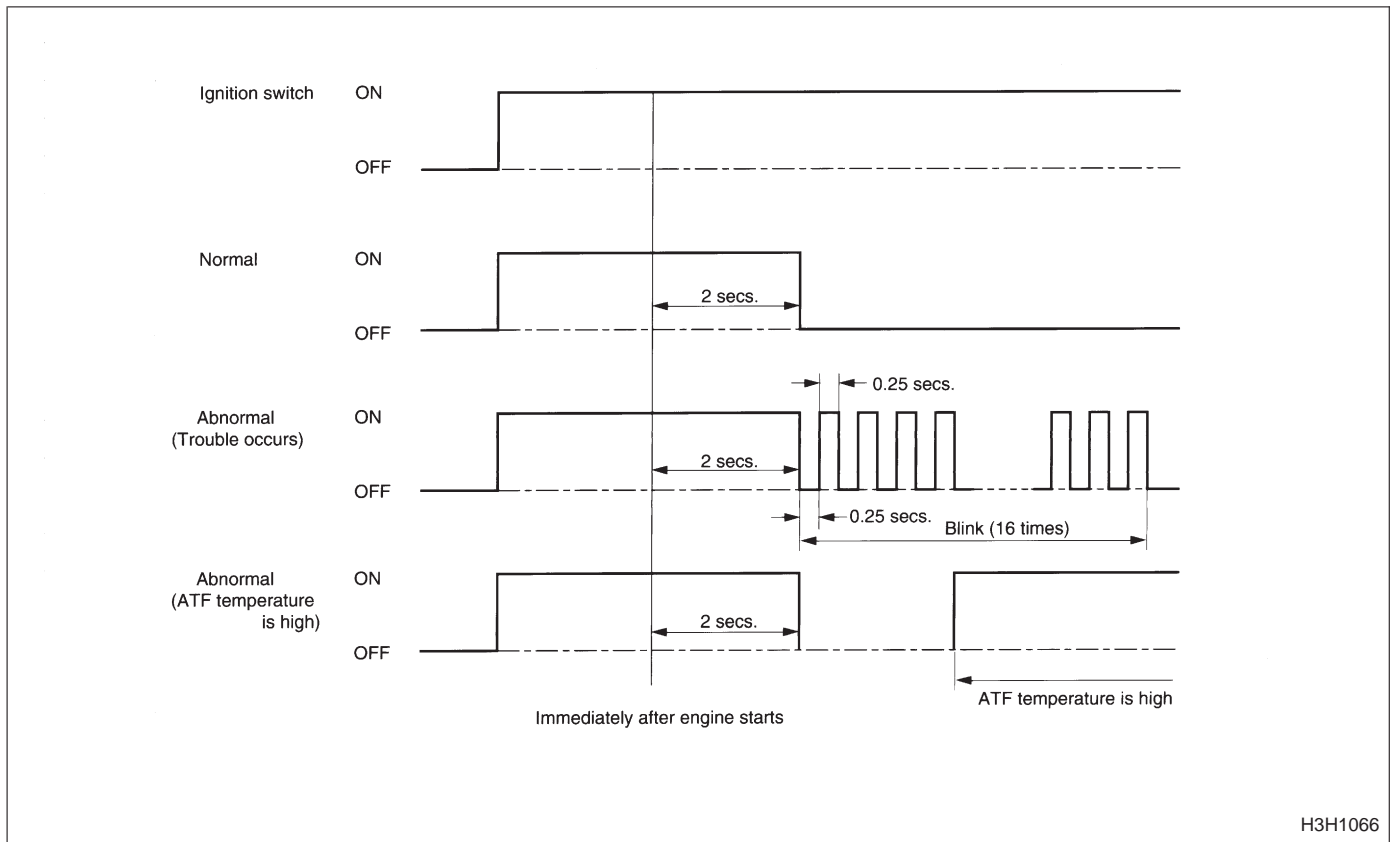 Ignition switch
ON
OFF
Normal
ON
2 secs.
OFF
0.25 secs.
Abnormal
(Trouble occurs)
ON
2 secs.
OFF
0.25 secs.
Blink (16 times)
Abnormal
(ATF temperature
is high)
ON
2 secs.
OFF
ATF temperature is high
Immediately after engine starts
H3H1066